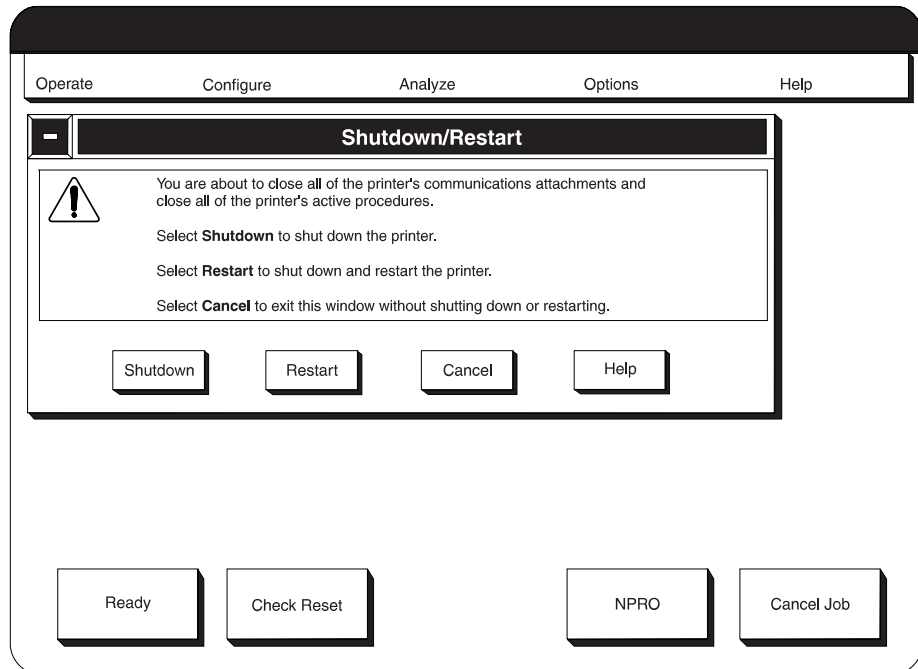 Operate Configure Analyze Options Help
Shutdown/Restart
You are about to close all of the printer's communications attachments and
close all of the printer's active procedures.
Select Shutdown to shut down the printer.
Select Restart to shut down and restart the printer.
Select Cancel to exit this window without shutting down or restarting.
Shutdown Restart Cancel Help
Ready Check Reset NPRO Cancel Job